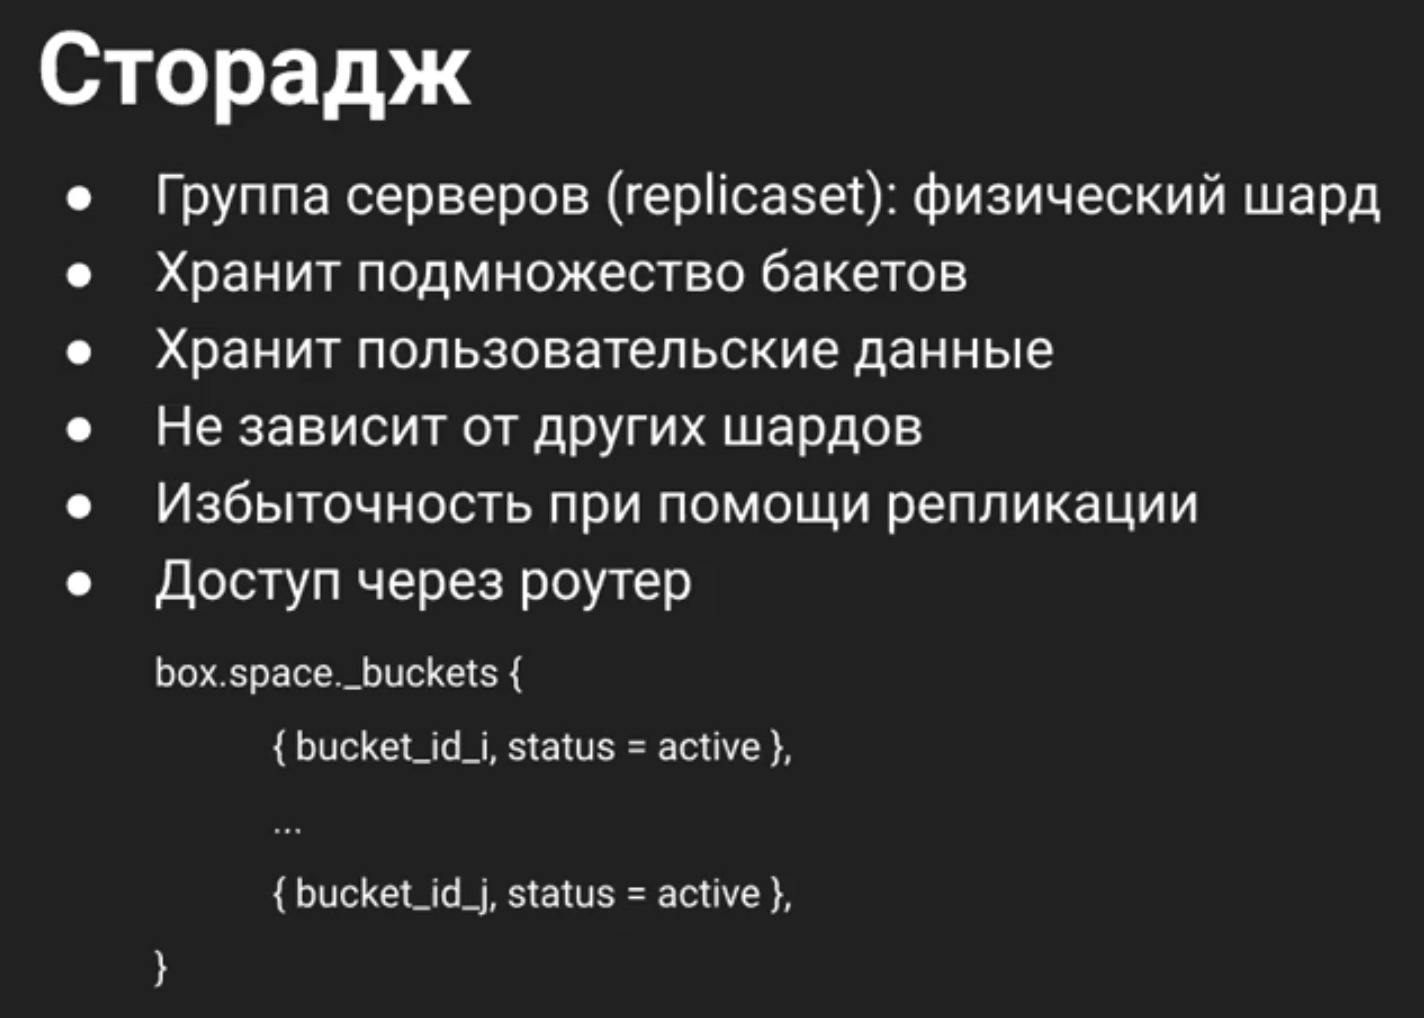 Сторадж
● Группа серверов (replicaset): физический шард
● Хранит подмножество бакетов
● Хранит пользовательские данные
● Не зависит от других шардов
● Избыточность при помощи репликации
● Доступ через роутер
box.space._buckets {
{ bucket_id_i, status = active },
...
{ bucket_id_j, status = active },
}